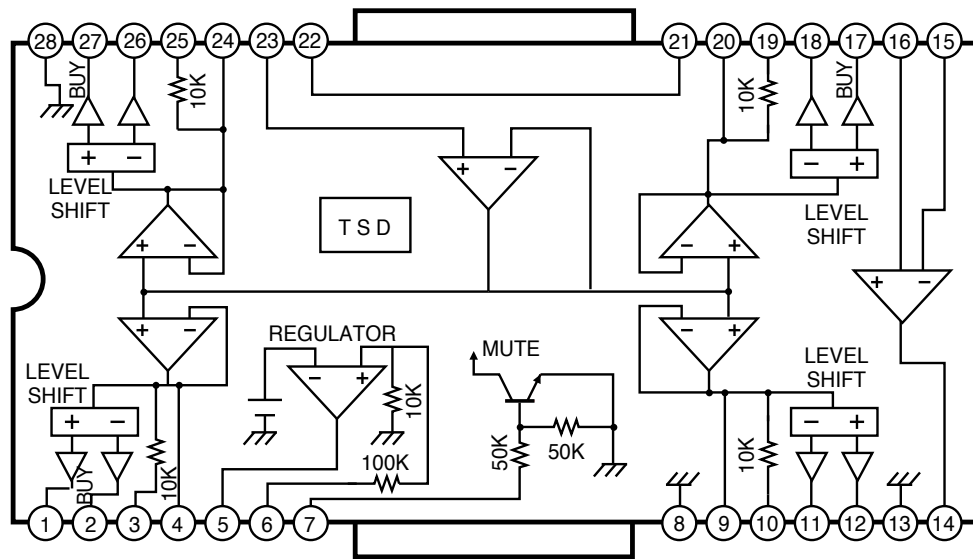 28 27 26 25 24 23 22 21 20 19 18 17 16 15
BUY 10K 10K BUY
+ − − +
LEVEL
SHIFT
+ −
LEVEL
SHIFT
T S D
+ − − +
+ −
+ − − +
REGULATOR
MUTE
LEVEL
SHIFT
− +
LEVEL
SHIFT
10K
+ − + −
50K
50K
100K
10K
BUY
10K
1 2 3 4 5 6 7 8 9 10 11 12 13 14